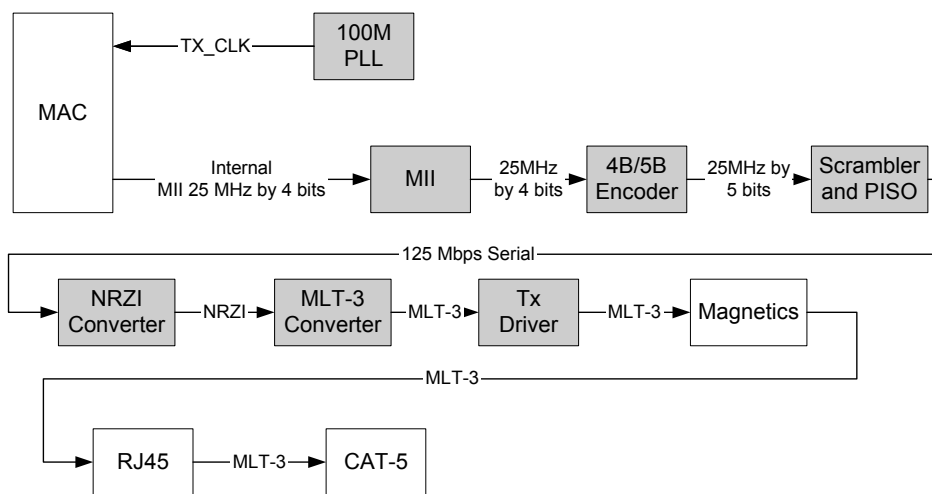 TX_CLK
100M
PLL
MAC
Internal
MII 25 MHz by 4 bits
MII
25MHz
by 4 bits
4B/5B
Encoder
25MHz by
5 bits
Scrambler
and PISO
125 Mbps Serial
NRZI
Converter
NRZI
MLT-3
Converter
MLT-3
Tx
Driver
MLT-3
Magnetics
MLT-3
RJ45
MLT-3
CAT-5